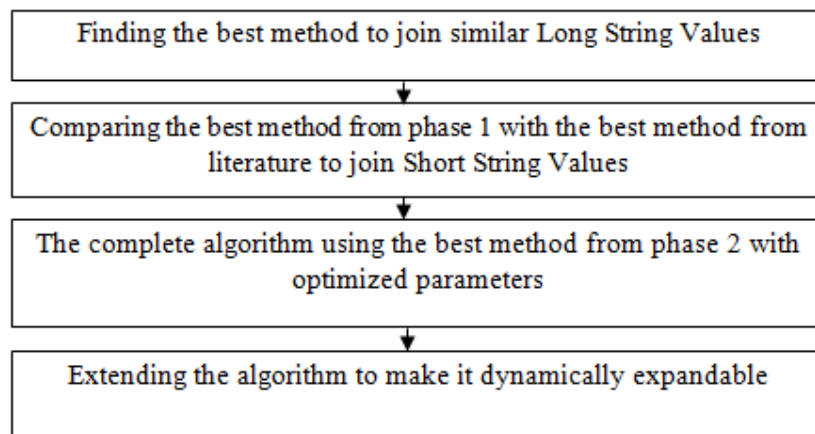 Finding the best method to join similar Long String Values
Comparing the best method from phase 1 with the best method from
literature to join Short String Values
The complete algorithm using the best method from phase 2 with
optimized parameters
Extending the algorithm to make it dynamically expandable